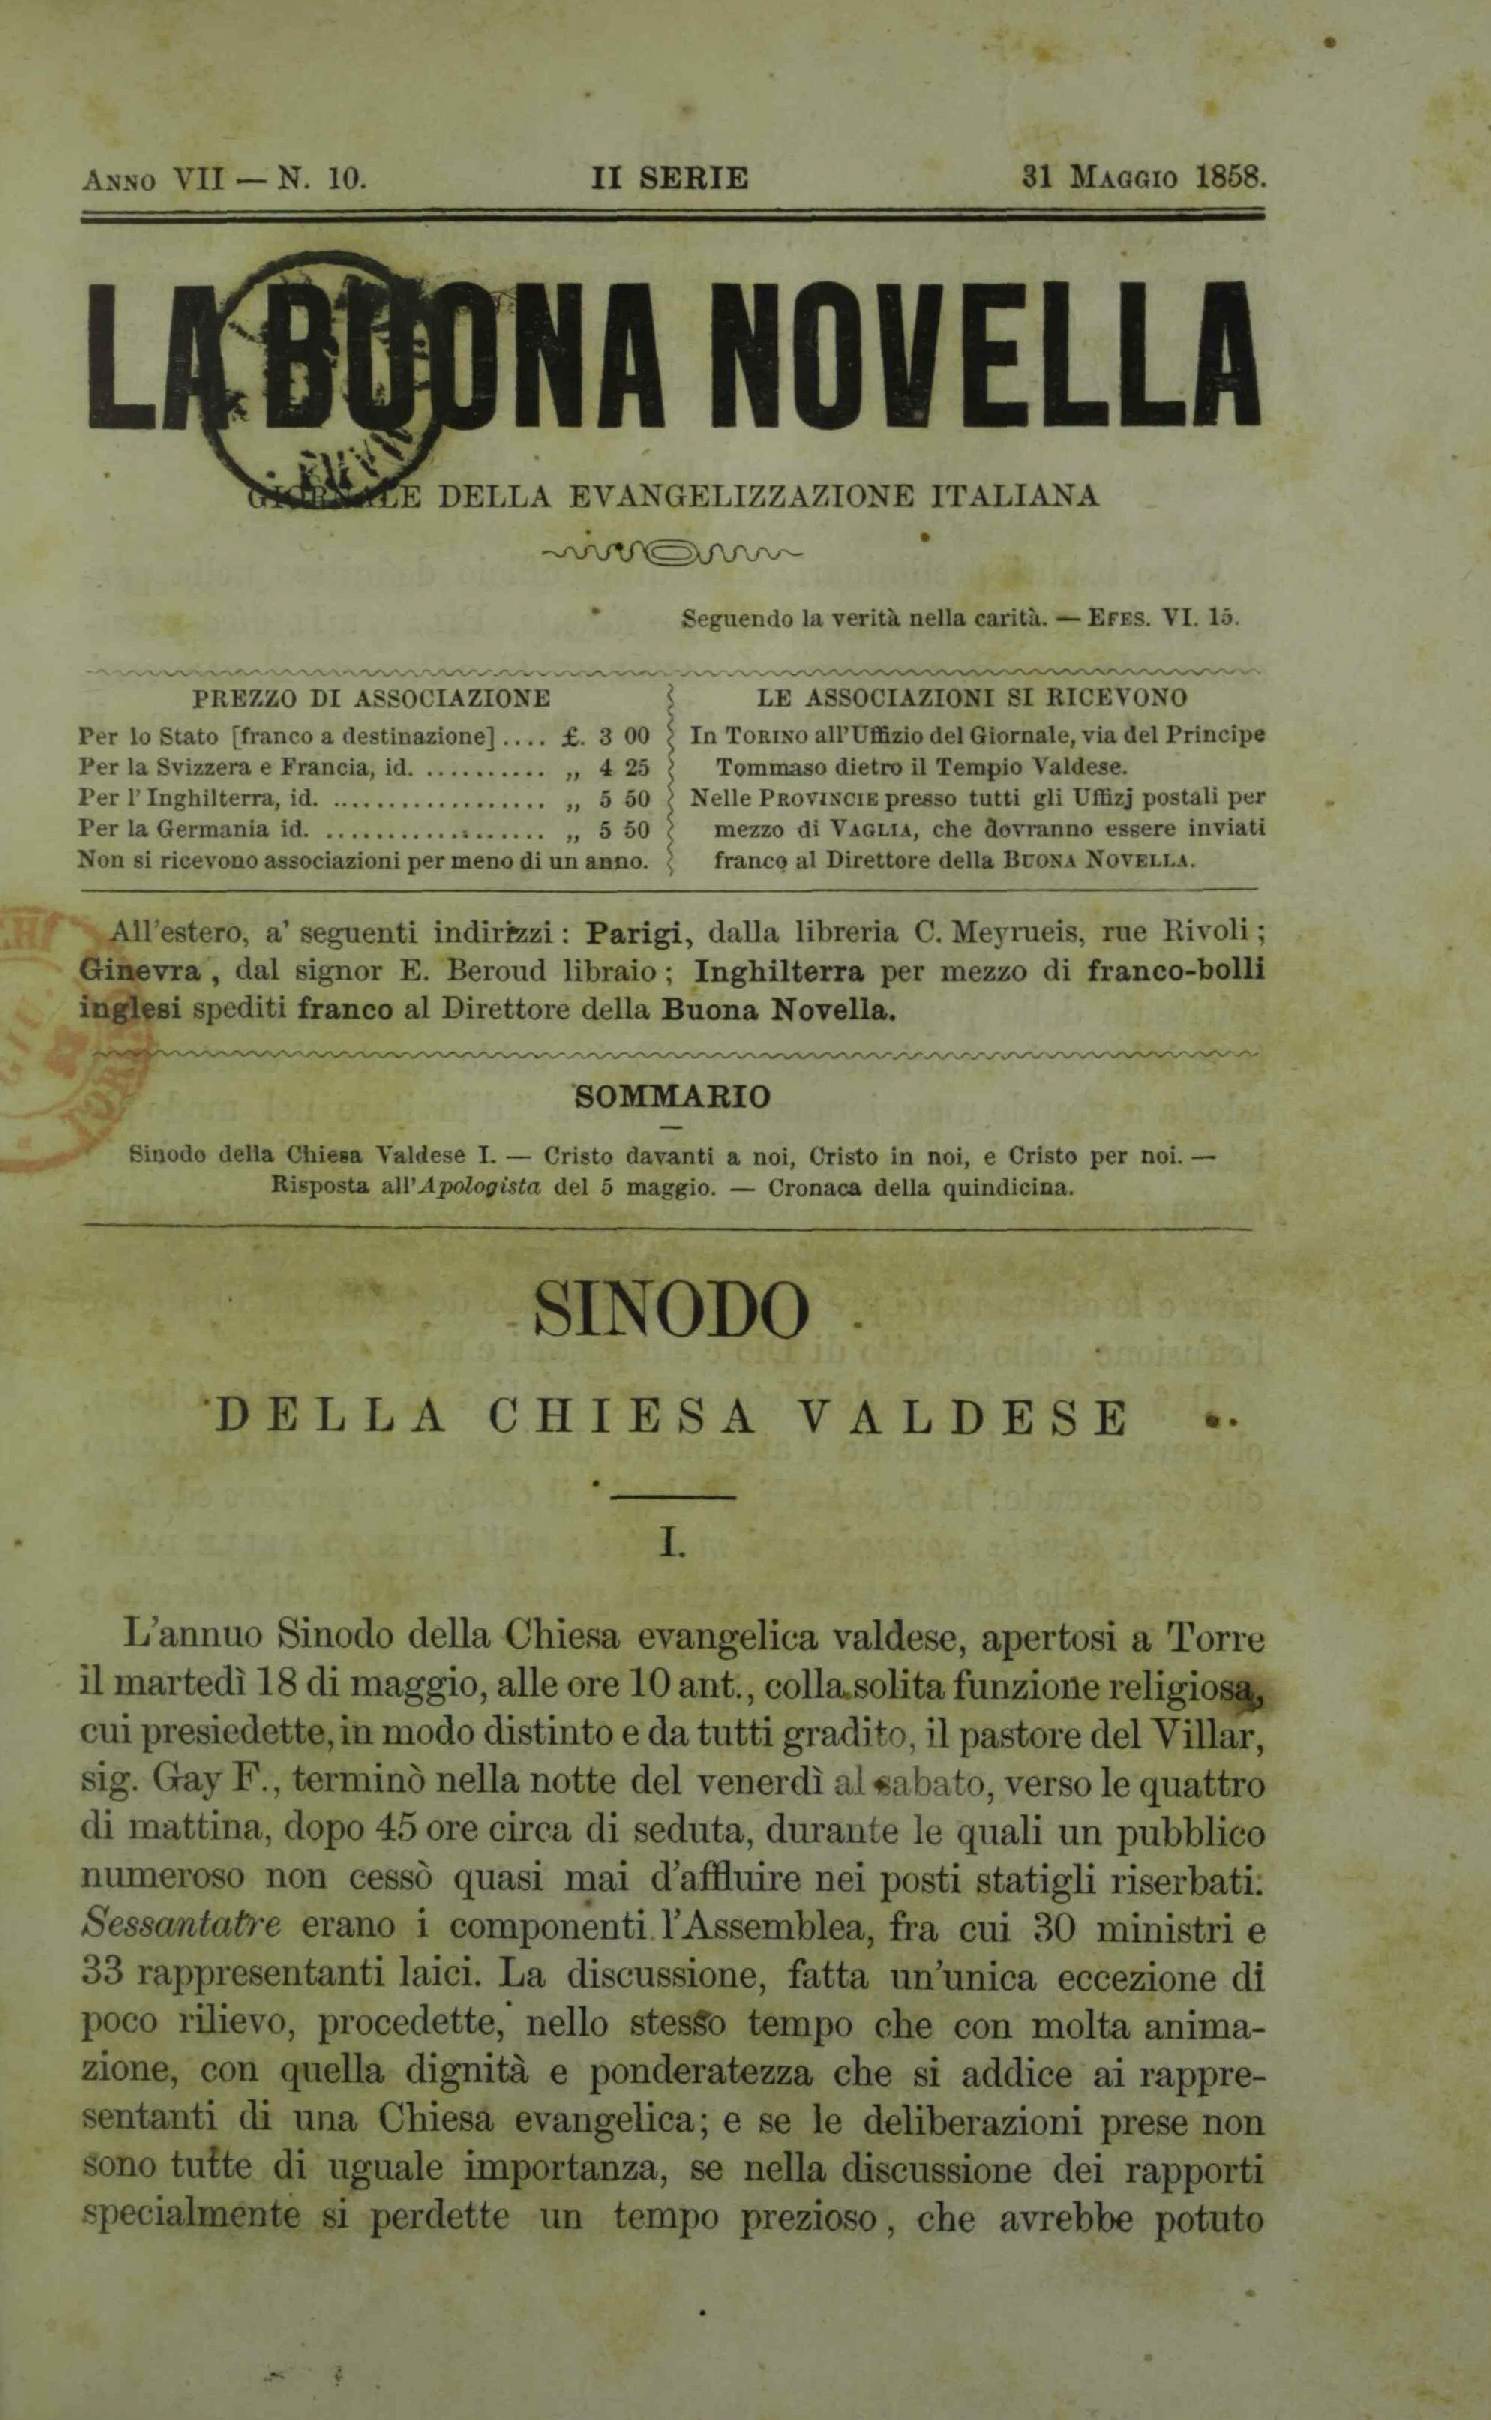 ANNO VII — N. 10.
II SERIE
31 MAGGIO 1858.
LA BUONA NOVELLA
GIORNALE DELLA EVANGELIZZAZIONE ITALIANA
Seguendo la verità nella carità. — EFES. VI. 15.
PREZZO DI ASSOCIAZIONE
Per lo Stato [franco a destinazione].... £. 3 00
Per la Svizzera e Francia, id. ........... „ 4 25
Per l'Inghilterra, id. .................. „ 5 50
Per la Germania id. .................. „ 5 50
Non si ricevono associazioni per meno di un anno.
LE ASSOCIAZIONI SI RICEVONO
In TORINO all'Uffizio del Giornale, via del Principe
Tommaso dietro il Tempio Valdese.
Nelle PROVINCIE presso tutti gli Uffizj postali per
mezzo di VAGLIA, che dovranno essere inviati
franco al Direttore della BUONA NOVELLA.
All'estero, a' seguenti indirizzi : Parigi, dalla libreria C. Meyrueis, rue Rivoli ;
Ginevra , dal signor E. Beroud libraio ; Inghilterra per mezzo di franco-bolli
inglesi spediti franco al Direttore della Buona Novella.
SOMMARIO
Sinodo della Chiesa Valdese I. — Cristo davanti a noi, Cristo in noi, e Cristo per noi. —
Risposta all'Apologista del 5 maggio. — Cronaca della quindicina.
SINODO
DELLA CHIESA VALDESE
I.
L'annuo Sinodo della Chiesa evangelica valdese, apertosi a Torre
il martedì 18 di maggio, alle ore 10 ant., colla solita funzione religiosa,
cui presiedette, in modo distinto e da tutti gradito, il pastore del Villar,
sig. Gay F., terminò nella notte del venerdì al sabato, verso le quattro
di mattina, dopo 45 ore circa di seduta, durante le quali un pubblico
numeroso non cessò quasi mai d'affluire nei posti statigli riserbati.
Sessantatre erano i componenti l'Assemblea, fra cui 30 ministri e
33 rappresentanti laici. La discussione, fatta un'unica eccezione di
poco rilievo, procedette, nello stesso tempo che con molta anima-
zione, con quella dignità e ponderatezza che si addice ai rappre-
sentanti di una Chiesa evangelica; e se le deliberazioni prese non
sono tutte di uguale importanza, se nella discussione dei rapporti
specialmente si perdette un tempo prezioso , che avrebbe potuto